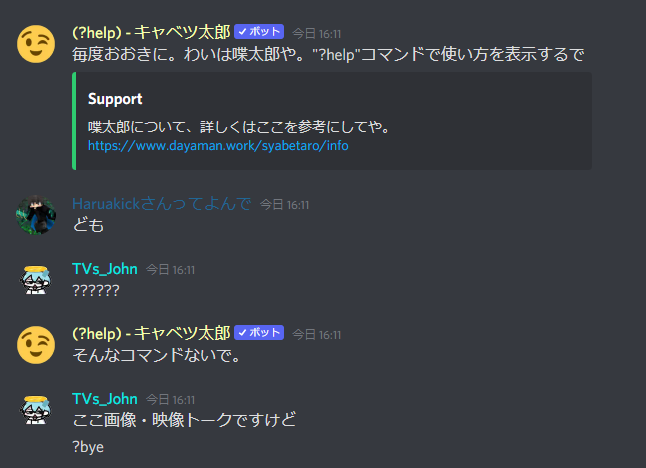 (?help) - キャベツ太郎 ✓ボット 今日 16:11
毎度おおきに。わいは喋太郎や。"?help"コマンドで使い方を表示するで
Support
喋太郎について、詳しくはここを参考にしてや。
https://www.dayaman.work/syabetaro/info
Haruakickさんってよんで 今日 16:11
ども
TVs_John 今日 16:11
??????
(?help) - キャベツ太郎 ✓ボット 今日 16:11
そんなコマンドないで。
TVs_John 今日 16:11
ここ画像・映像トークですけど
?bye